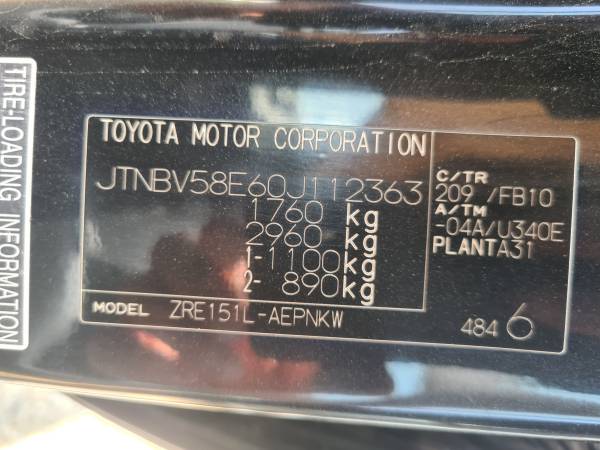 TIRE-LOADING INFORMATION
TOYOTA MOTOR CORPORATION
JTNBV58E60J112363
1760 kg
2960 kg
1- 1100 kg
2- 890 kg
C/TR
209 /FB10
A/TM
-04A/U340E
PLANTA31
MODEL ZRE151L-AEPNKW
484 6